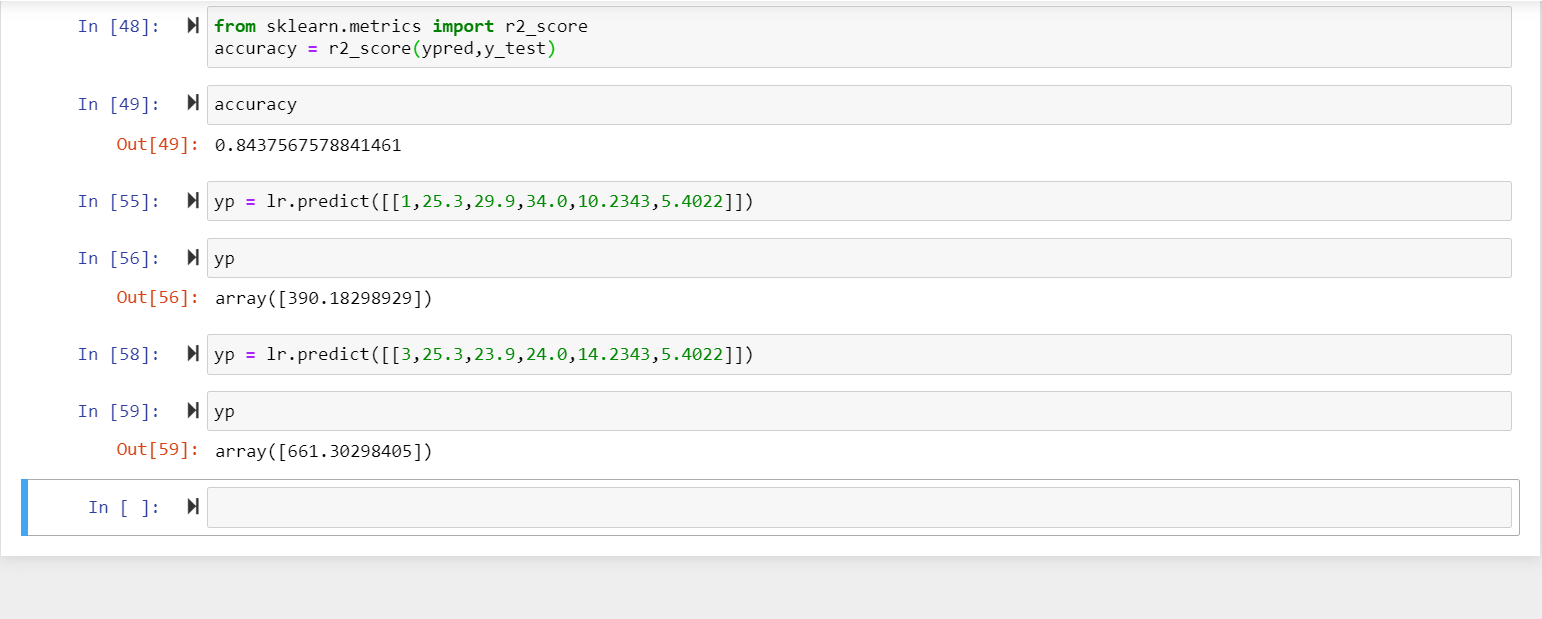 In [48]: from sklearn.metrics import r2_score
accuracy = r2_score(ypred,y_test)
In [49]: accuracy
Out[49]: 0.8437567578841461
In [55]: yp = lr.predict([[1,25.3,29.9,34.0,10.2343,5.4022]])
In [56]: yp
Out[56]: array([390.18298929])
In [58]: yp = lr.predict([[3,25.3,23.9,24.0,14.2343,5.4022]])
In [59]: yp
Out[59]: array([661.30298405])
In [ ]: